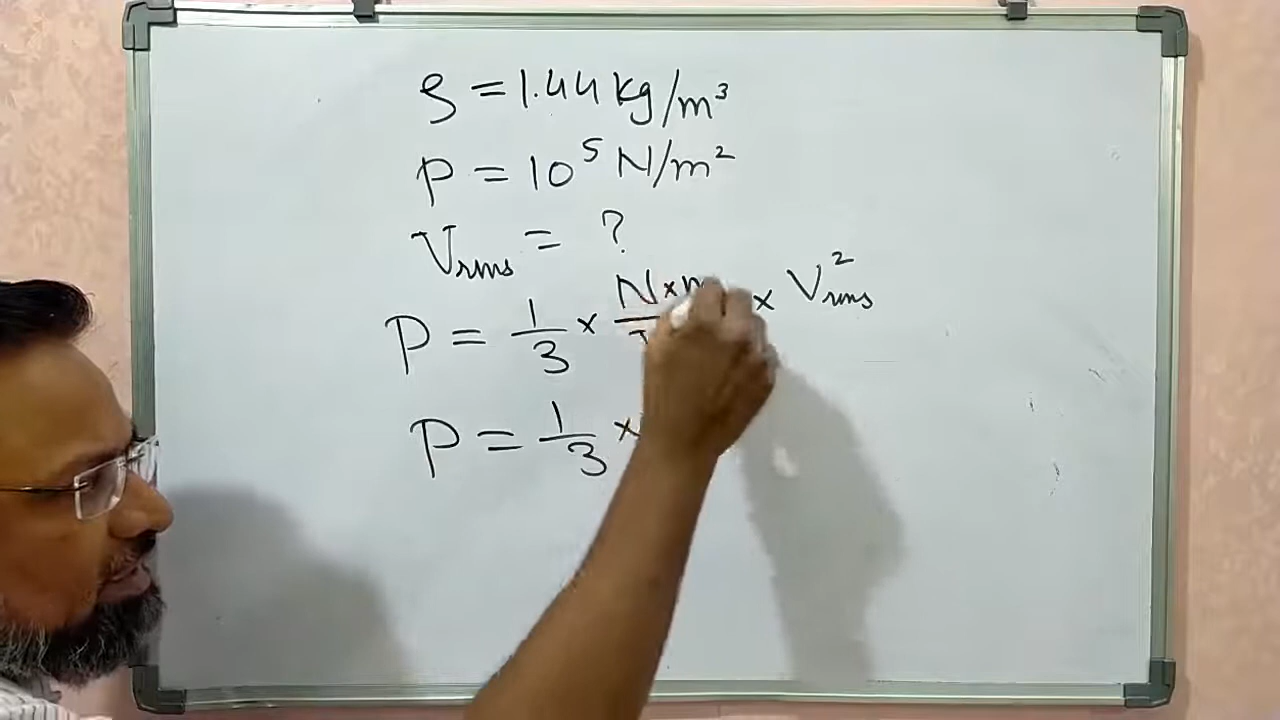 ρ = 1.44 kg/m³
P = 10⁵ N/m²
Vrms = ?
P = 1/3 × N × × V²rms
P = 1/3 ×